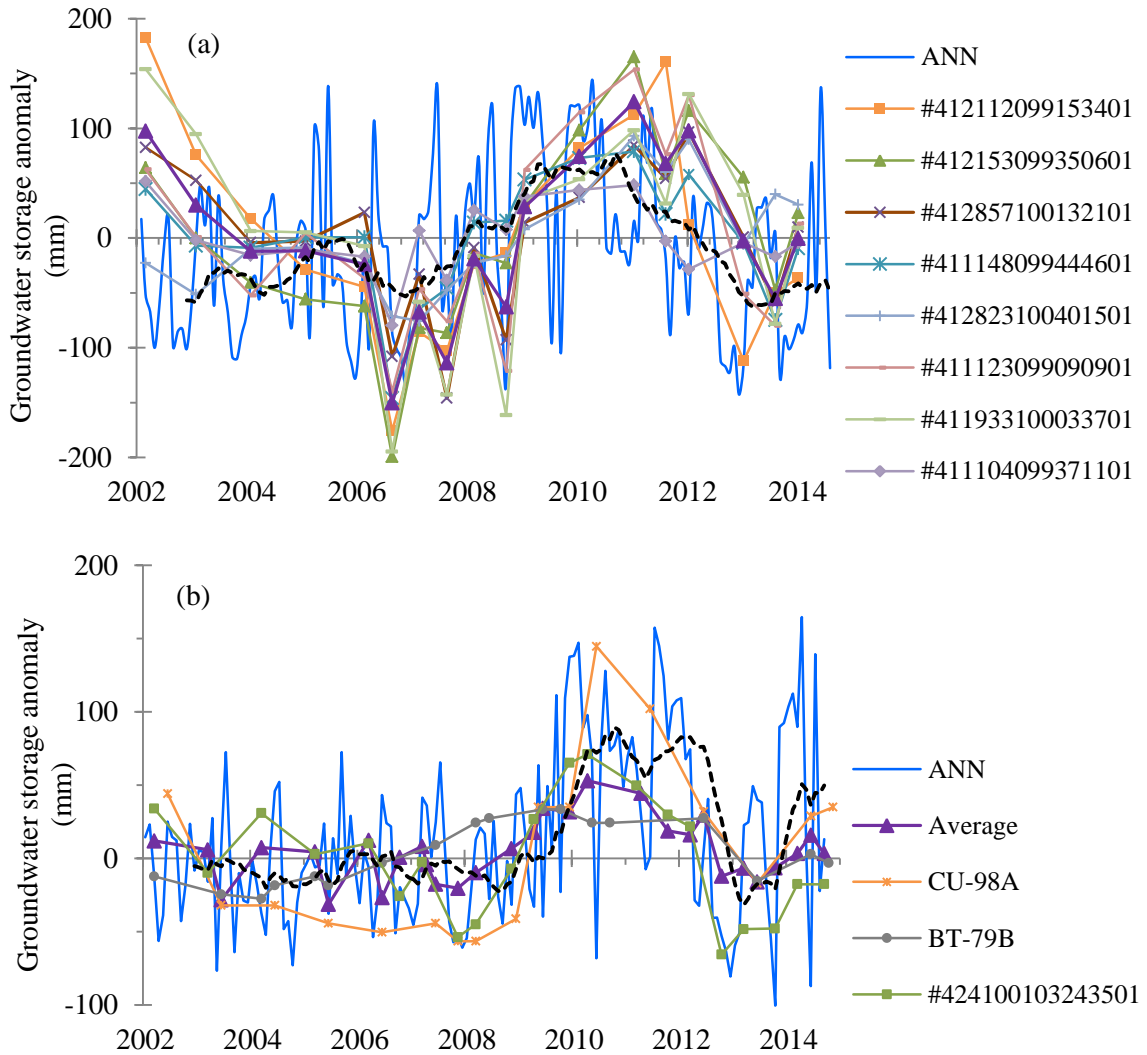 (a)
Groundwater storage anomaly
(mm)
200
100
0
-100
-200
2002 2004 2006 2008 2010 2012 2014
ANN
#412112099153401
#412153099350601
#412857100132101
#411148099444601
#412823100401501
#411123099090901
#411933100033701
#411104099371101
(b)
Groundwater storage anomaly
(mm)
200
100
0
-100
2002 2004 2006 2008 2010 2012 2014
ANN
Average
CU-98A
BT-79B
#424100103243501